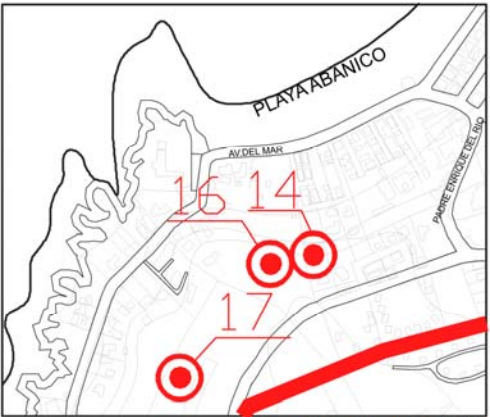 PLAYA ABANICO
AV.DEL MAR
PADRE ENRIQUE DEL RIO
16
14
17